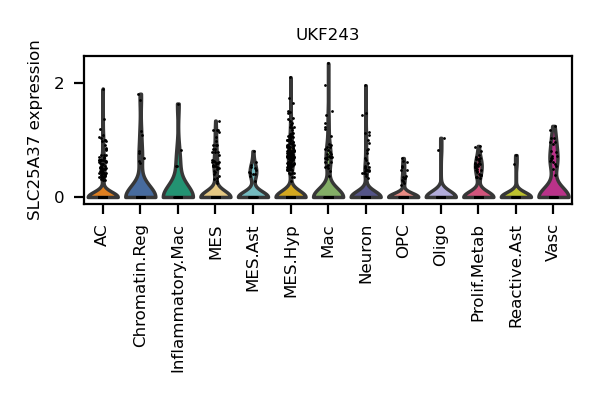 UKF243
SLC25A37 expression
2
0
AC
Chromatin.Reg
Inflammatory.Mac
MES
MES.Ast
MES.Hyp
Mac
Neuron
OPC
Oligo
Prolif.Metab
Reactive.Ast
Vasc